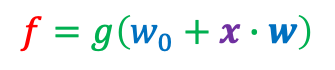 f = g(w₀ + x · w)